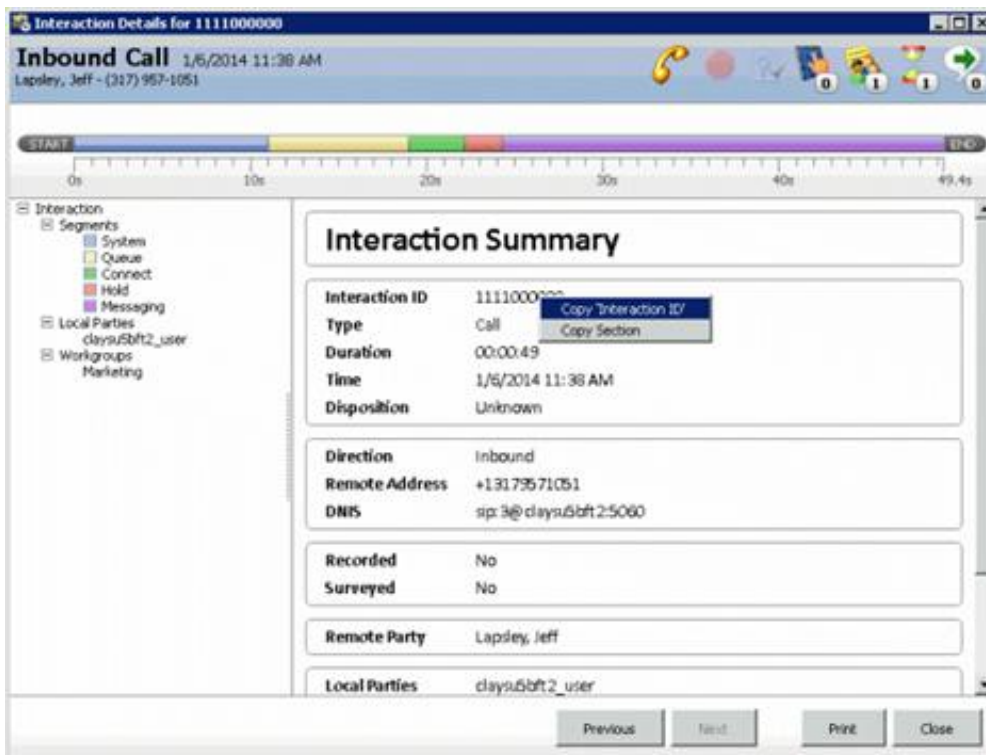 Interaction Details for 1111000000
Inbound Call 1/6/2014 11:38 AM
Lapsley, Jeff - (317) 957-1051
0 1 1 0
START END
0s 10s 20s 30s 40s 49.4s
Interaction
Segments
System
Queue
Connect
Hold
Messaging
Local Parties
claysu5bft2_user
Workgroups
Marketing
Interaction Summary
Interaction ID 1111000000
Copy 'Interaction ID'
Type Call
Copy Section
Duration 00:00:49
Time 1/6/2014 11:38 AM
Disposition Unknown
Direction Inbound
Remote Address +13179571051
DNIS sip:3@claysu5bft2:5060
Recorded No
Surveyed No
Remote Party Lapsley, Jeff
Local Parties claysu5bft2_user
Previous Next Print Close